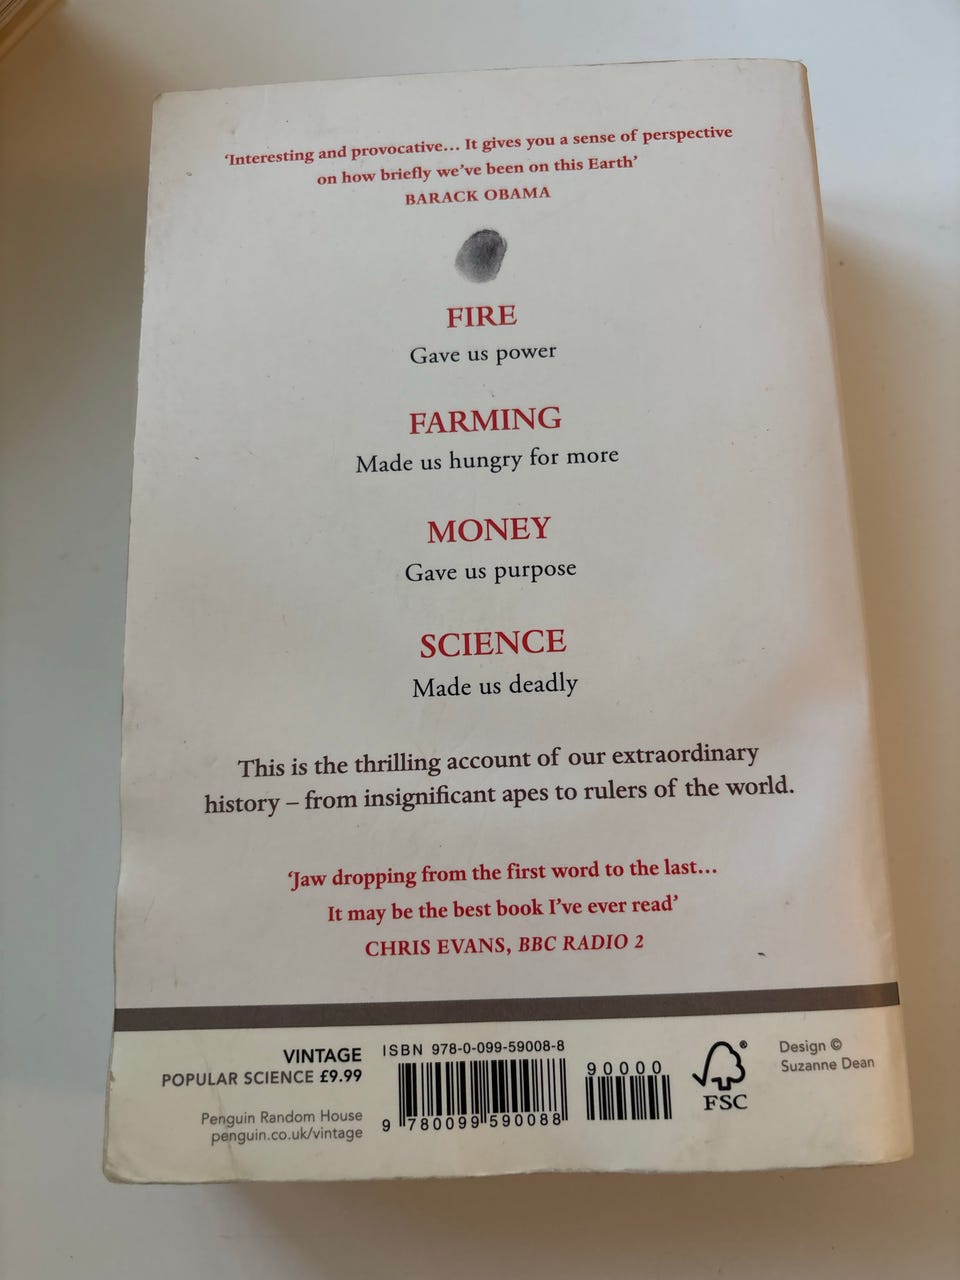 ‘Interesting and provocative... It gives you a sense of perspective
on how briefly we’ve been on this Earth’
BARACK OBAMA
FIRE
Gave us power
FARMING
Made us hungry for more
MONEY
Gave us purpose
SCIENCE
Made us deadly
This is the thrilling account of our extraordinary
history – from insignificant apes to rulers of the world.
‘Jaw dropping from the first word to the last...
It may be the best book I’ve ever read’
CHRIS EVANS, BBC RADIO 2
VINTAGE
POPULAR SCIENCE £9.99
Penguin Random House
penguin.co.uk/vintage
ISBN 978-0-099-59008-8
9 780099 590088
90000
®
FSC
Design ©
Suzanne Dean